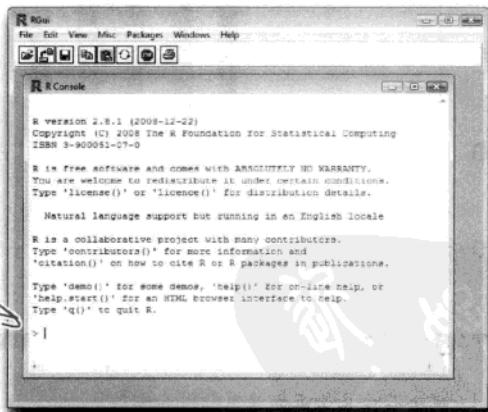 RGui
File Edit View Misc Packages Windows Help
R Console
R version 2.8.1 (2008-12-22)
Copyright (C) 2008 The R Foundation for Statistical Computing
ISBN 3-900051-07-0
R is free software and comes with ABSOLUTELY NO WARRANTY.
You are welcome to redistribute it under certain conditions.
Type 'license()' or 'licence()' for distribution details.
Natural language support but running in an English locale
R is a collaborative project with many contributors.
Type 'contributors()' for more information and
'citation()' on how to cite R or R packages in publications.
Type 'demo()' for some demos, 'help()' for on-line help, or
'help.start()' for an HTML browser interface to help.
Type 'q()' to quit R.
>